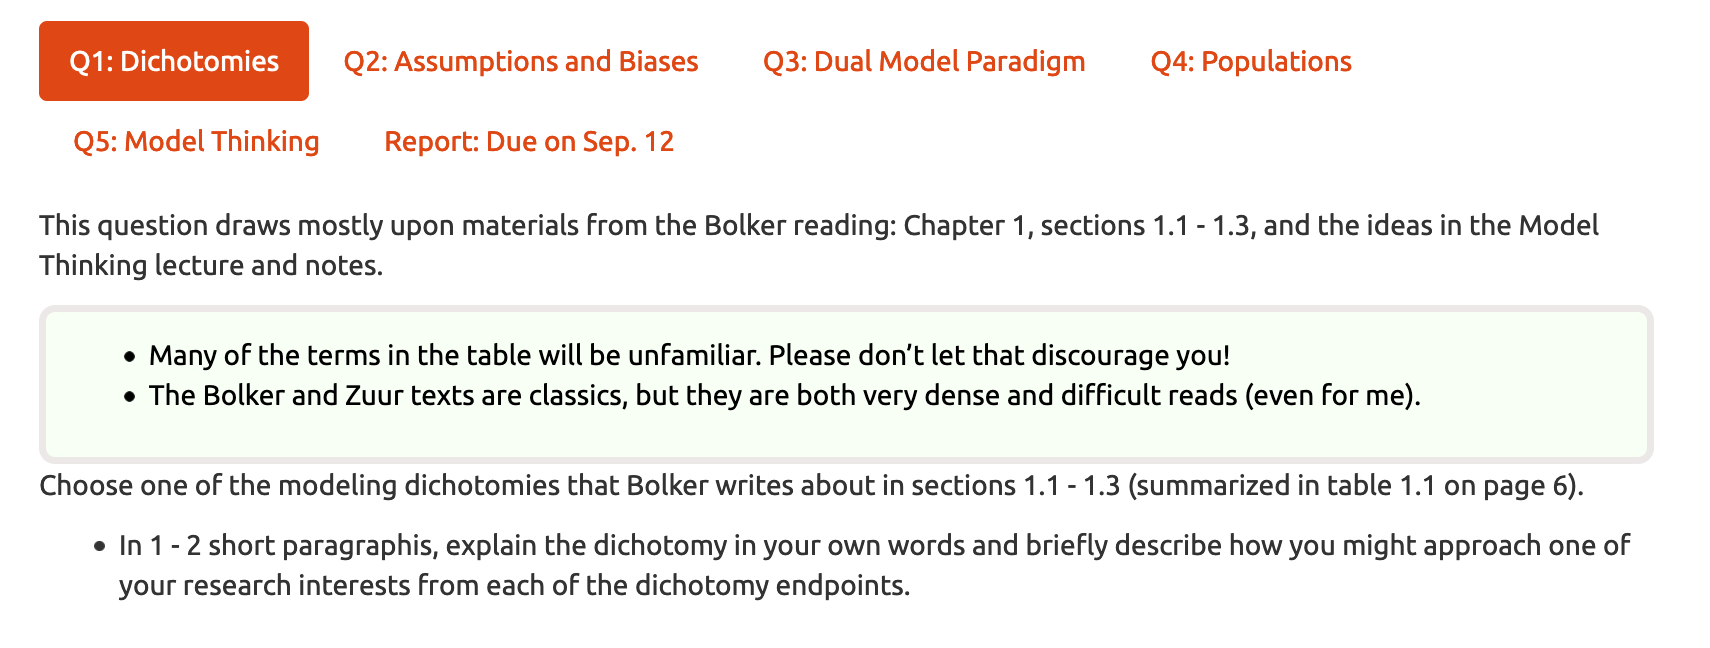 Q1: Dichotomies Q2: Assumptions and Biases Q3: Dual Model Paradigm Q4: Populations
Q5: Model Thinking Report: Due on Sep. 12
This question draws mostly upon materials from the Bolker reading: Chapter 1, sections 1.1 - 1.3, and the ideas in the Model
Thinking lecture and notes.
• Many of the terms in the table will be unfamiliar. Please don’t let that discourage you!
• The Bolker and Zuur texts are classics, but they are both very dense and difficult reads (even for me).
Choose one of the modeling dichotomies that Bolker writes about in sections 1.1 - 1.3 (summarized in table 1.1 on page 6).
• In 1 - 2 short paragraphis, explain the dichotomy in your own words and briefly describe how you might approach one of
your research interests from each of the dichotomy endpoints.